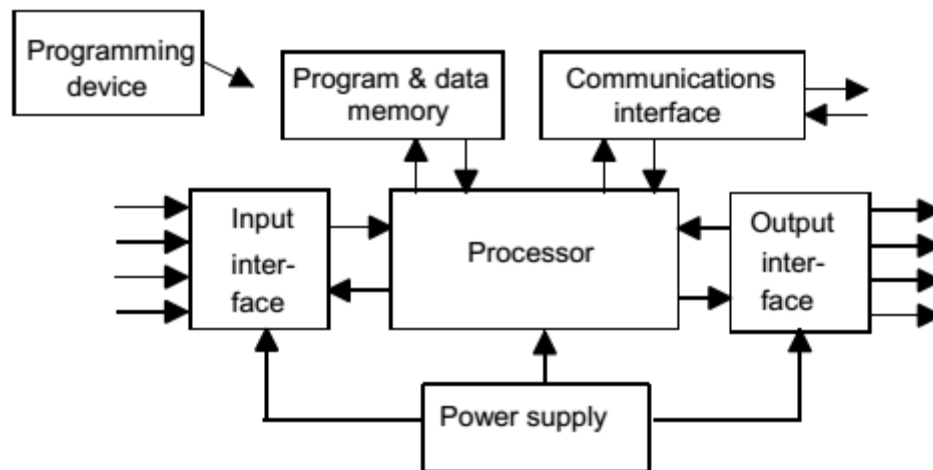 Programming
device
Program & data
memory
Communications
interface
Input
inter-
face
Processor
Output
inter-
face
Power supply